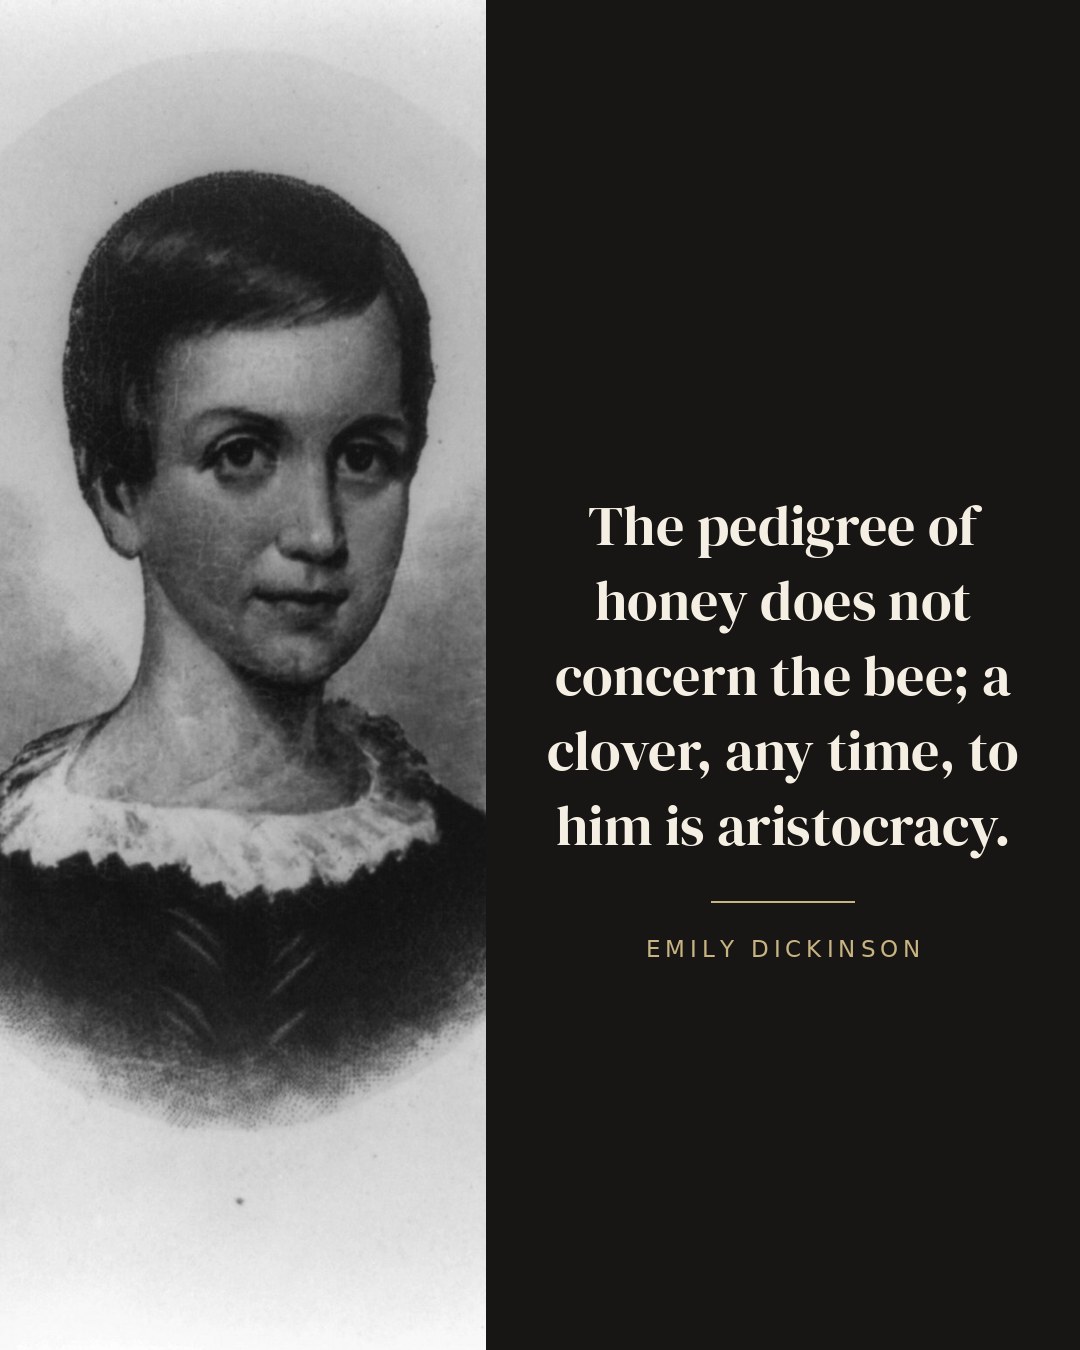 The pedigree of
honey does not
concern the bee; a
clover, any time, to
him is aristocracy.
EMILY DICKINSON